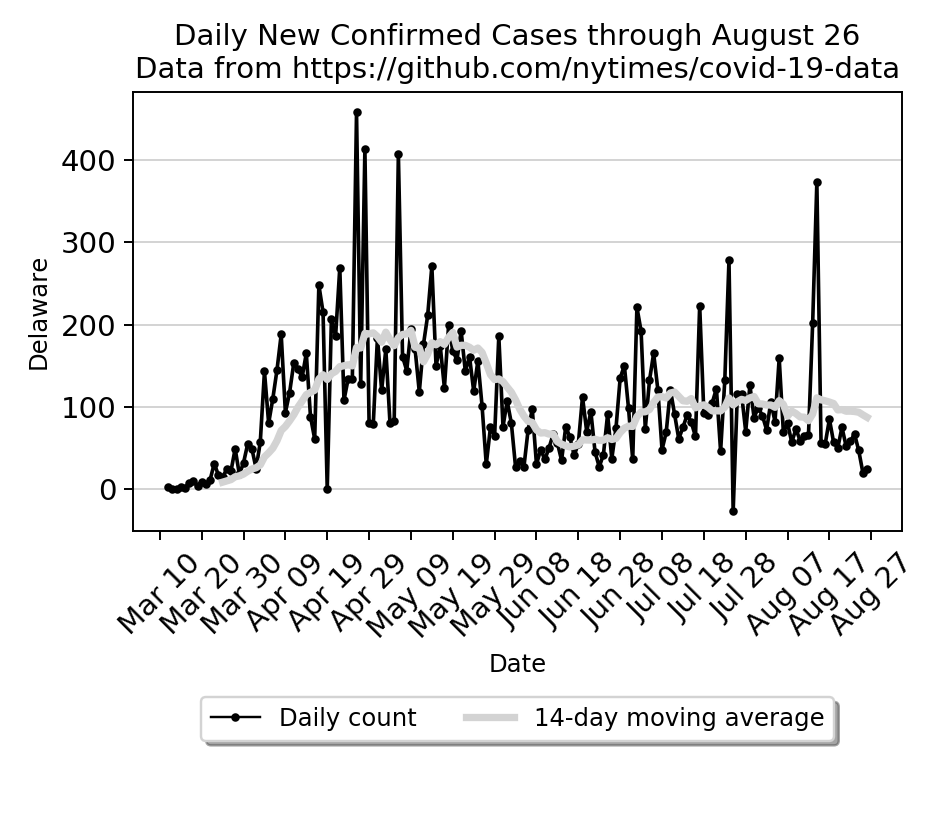 Daily New Confirmed Cases through August 26
Data from https://github.com/nytimes/covid-19-data
Delaware
400
300
200
100
0
Mar 10
Mar 20
Mar 30
Apr 09
Apr 19
Apr 29
May 09
May 19
May 29
Jun 08
Jun 18
Jun 28
Jul 08
Jul 18
Jul 28
Aug 07
Aug 17
Aug 27
Date
Daily count 14-day moving average